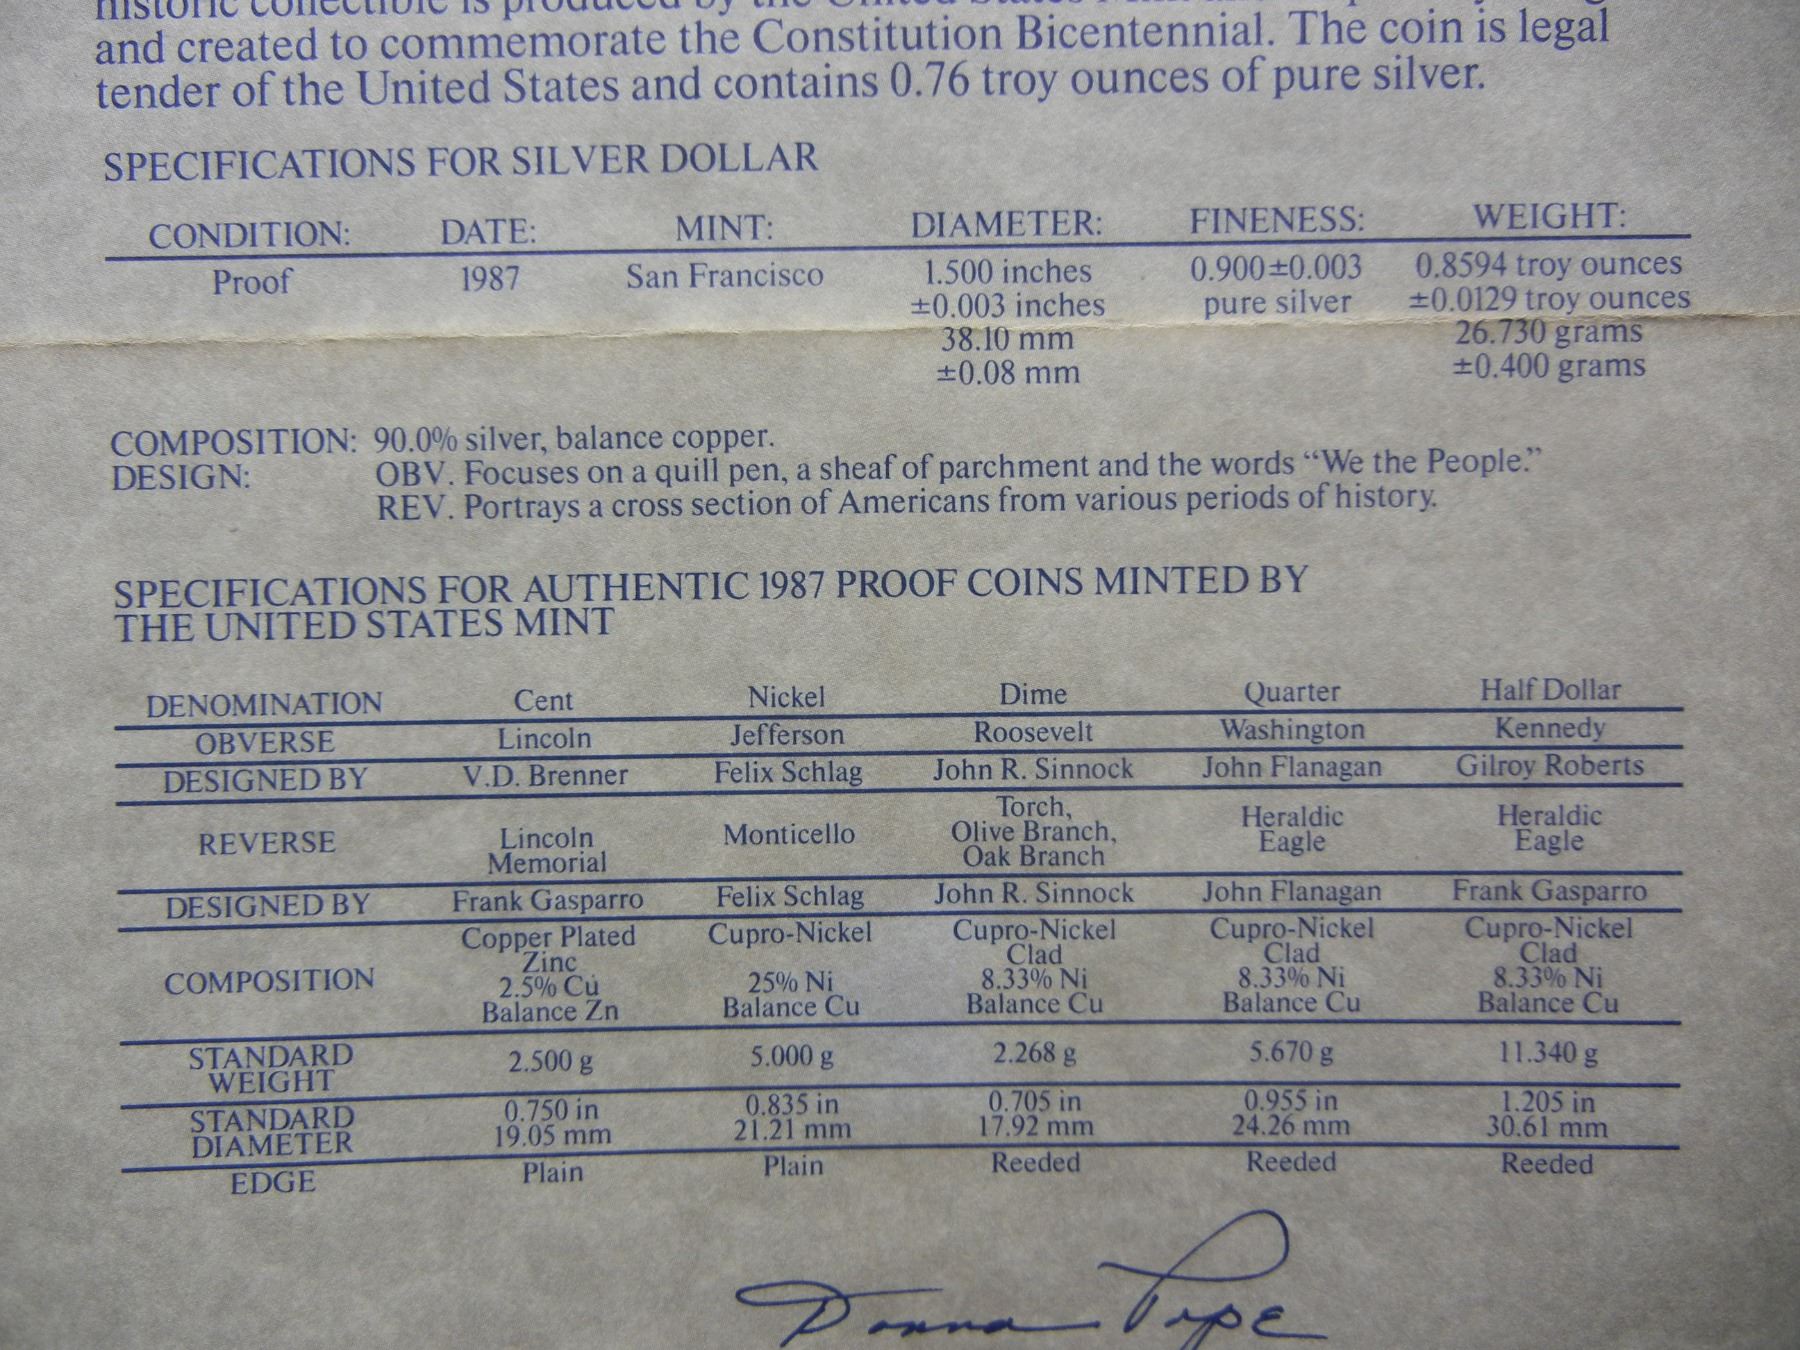 historic collectible is produced by the United States Mint
and created to commemorate the Constitution Bicentennial. The coin is legal
tender of the United States and contains 0.76 troy ounces of pure silver.
SPECIFICATIONS FOR SILVER DOLLAR
CONDITION: DATE: MINT: DIAMETER: FINENESS: WEIGHT:
Proof 1987 San Francisco 1.500 inches 0.900±0.003 0.8594 troy ounces
±0.003 inches pure silver ±0.0129 troy ounces
38.10 mm 26.730 grams
±0.08 mm ±0.400 grams
COMPOSITION: 90.0% silver, balance copper.
DESIGN: OBV. Focuses on a quill pen, a sheaf of parchment and the words “We the People.”
REV. Portrays a cross section of Americans from various periods of history.
SPECIFICATIONS FOR AUTHENTIC 1987 PROOF COINS MINTED BY
THE UNITED STATES MINT
DENOMINATION Cent Nickel Dime Quarter Half Dollar
OBVERSE Lincoln Jefferson Roosevelt Washington Kennedy
DESIGNED BY V.D. Brenner Felix Schlag John R. Sinnock John Flanagan Gilroy Roberts
REVERSE Lincoln Memorial Monticello Torch, Olive Branch, Oak Branch Heraldic Eagle Heraldic Eagle
DESIGNED BY Frank Gasparro Felix Schlag John R. Sinnock John Flanagan Frank Gasparro
COMPOSITION Copper Plated Zinc 2.5% Cu Balance Zn Cupro-Nickel 25% Ni Balance Cu Cupro-Nickel Clad 8.33% Ni Balance Cu Cupro-Nickel Clad 8.33% Ni Balance Cu Cupro-Nickel Clad 8.33% Ni Balance Cu
STANDARD WEIGHT 2.500 g 5.000 g 2.268 g 5.670 g 11.340 g
STANDARD DIAMETER 0.750 in 19.05 mm 0.835 in 21.21 mm 0.705 in 17.92 mm 0.955 in 24.26 mm 1.205 in 30.61 mm
EDGE Plain Plain Reeded Reeded Reeded
Donna Pope